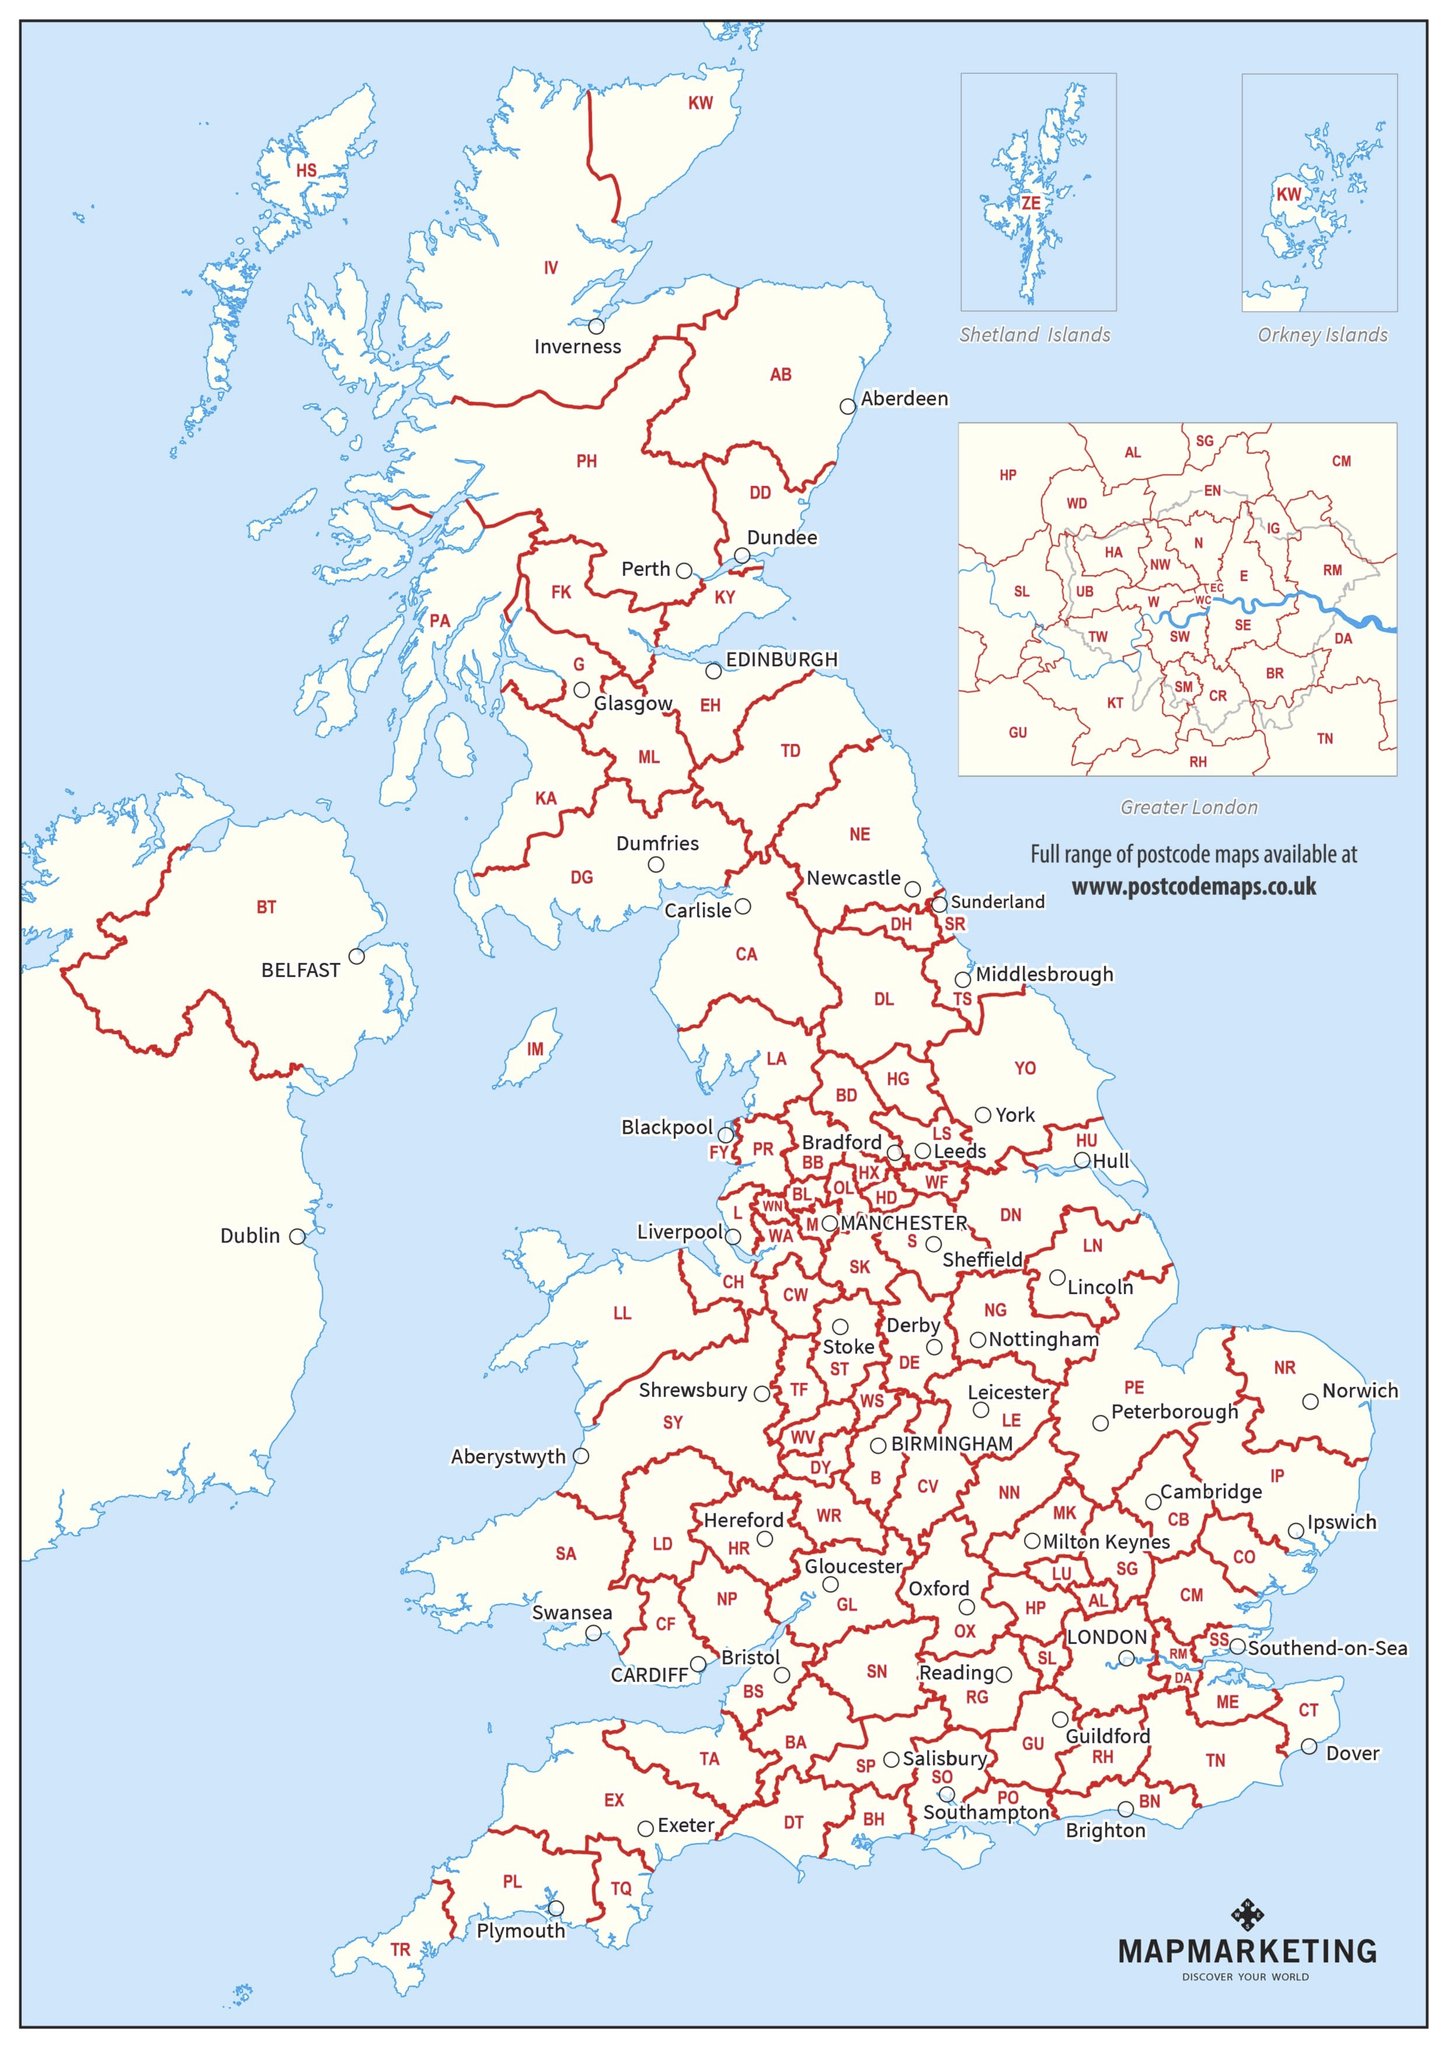 KW
HS
ZE
KW
IV
Shetland Islands
Orkney Islands
Inverness
AB
Aberdeen
PH
DD
Dundee
Perth
FK
KY
PA
G
EDINBURGH
Glasgow
EH
ML
TD
KA
NE
Dumfries
DG
Newcastle
Carlisle
Sunderland
DH
SR
CA
BT
BELFAST
Middlesbrough
DL
TS
IM
LA
HG
YO
BD
York
Blackpool
FY
PR
Bradford
LS
Leeds
HU
Hull
BB
HX
WF
BL
OL
HD
WN
L
M
MANCHESTER
DN
Liverpool
WA
S
Sheffield
LN
Dublin
SK
CH
CW
Lincoln
LL
NG
Derby
Stoke
Nottingham
DE
ST
NR
Norwich
Shrewsbury
TF
WS
Leicester
LE
PE
Peterborough
SY
WV
BIRMINGHAM
Aberystwyth
DY
B
CV
NN
IP
Cambridge
CB
Ipswich
Hereford
WR
MK
Milton Keynes
HR
LD
SA
Gloucester
LU
SG
CO
GL
Oxford
HP
AL
CM
NP
Swansea
CF
OX
LONDON
SS
Southend-on-Sea
RM
CARDIFF
Bristol
SN
Reading
SL
DA
BS
RG
ME
CT
Guildford
Dover
BA
GU
RH
TN
TA
SP
Salisbury
SO
EX
Southampton
PO
BN
Exeter
DT
BH
Brighton
PL
TQ
Plymouth
TR
HP
AL
SG
CM
WD
EN
IG
HA
N
NW
E
RM
SL
UB
W
WC
EC
TW
SW
SE
DA
BR
SM
CR
KT
GU
RH
TN
Greater London
Full range of postcode maps available at
www.postcodemaps.co.uk
N
W E
S
MAPMARKETING
DISCOVER YOUR WORLD